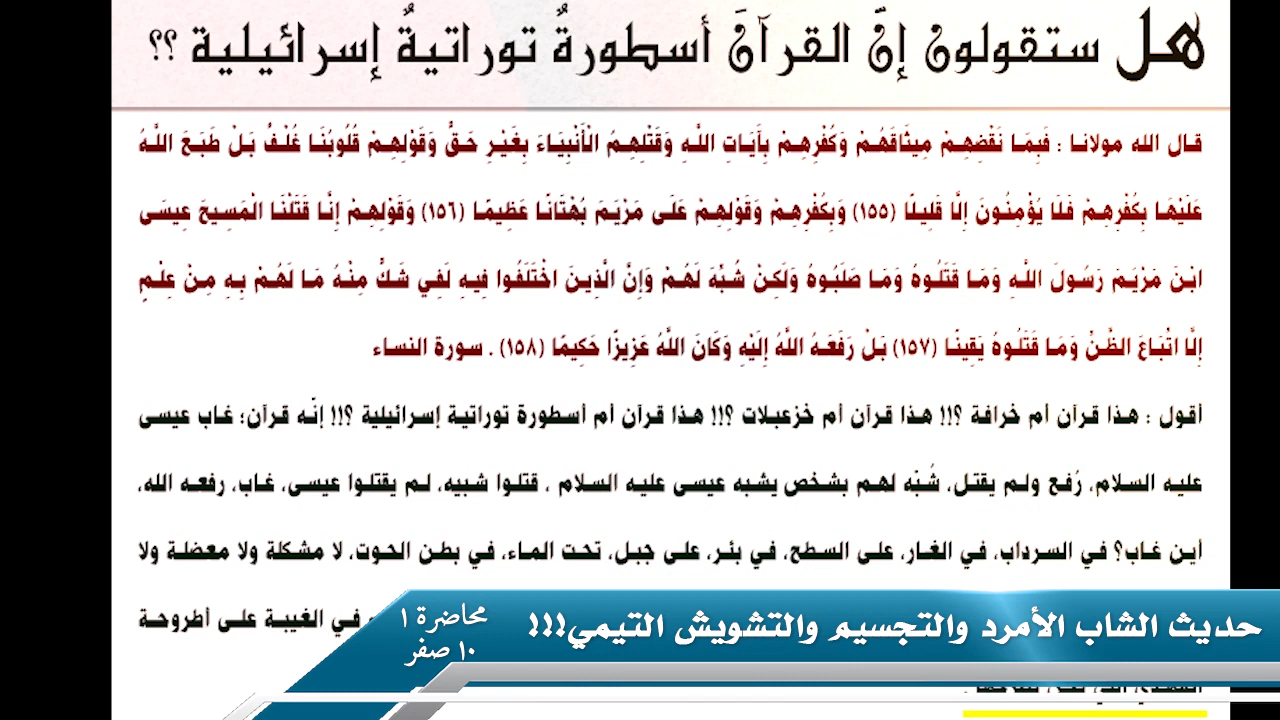 هل ستقولون إنّ القرآنَ أسطورةٌ توراتيةٌ إسرائيلية ؟؟
قال الله مولانا : فَبِمَا نَقْضِهِمْ مِيثَاقَهُمْ وَكُفْرِهِمْ بِآيَاتِ اللَّهِ وَقَتْلِهِمُ الْأَنْبِيَاءَ بِغَيْرِ حَقٍّ وَقَوْلِهِمْ قُلُوبُنَا غُلْفٌ بَلْ طَبَعَ اللَّهُ
عَلَيْهَا بِكُفْرِهِمْ فَلَا يُؤْمِنُونَ إِلَّا قَلِيلًا (١٥٥) وَبِكُفْرِهِمْ وَقَوْلِهِمْ عَلَى مَرْيَمَ بُهْتَانًا عَظِيمًا (١٥٦) وَقَوْلِهِمْ إِنَّا قَتَلْنَا الْمَسِيحَ عِيسَى
ابْنَ مَرْيَمَ رَسُولَ اللَّهِ وَمَا قَتَلُوهُ وَمَا صَلَبُوهُ وَلَكِنْ شُبِّهَ لَهُمْ وَإِنَّ الَّذِينَ اخْتَلَفُوا فِيهِ لَفِي شَكٍّ مِنْهُ مَا لَهُمْ بِهِ مِنْ عِلْمٍ
إِلَّا اتِّبَاعَ الظَّنِّ وَمَا قَتَلُوهُ يَقِينًا (١٥٧) بَلْ رَفَعَهُ اللَّهُ إِلَيْهِ وَكَانَ اللَّهُ عَزِيزًا حَكِيمًا (١٥٨) . سورة النساء
أقول : هذا قرآن أم خرافة ؟!! هذا قرآن أم خزعبلات ؟!! هذا قرآن أم أسطورة توراتية إسرائيلية ؟!! إنّه قرآن؛ غاب عيسى
عليه السلام، رُفع ولم يقتل، شُبّه لهم بشخص يشبه عيسى عليه السلام ، قتلوا شبيه، لم يقتلوا عيسى، غاب، رفعه الله،
أين غاب؟ في السرداب، في الغار، على السطح، في بئر، على جبل، تحت الماء، في بطن الحوت، لا مشكلة ولا معضلة ولا
في الغيبة على أطروحة
حديث الشاب الأمرد والتجسيم والتشويش التيمي!!!
محاضرة ١
١٠ صفر